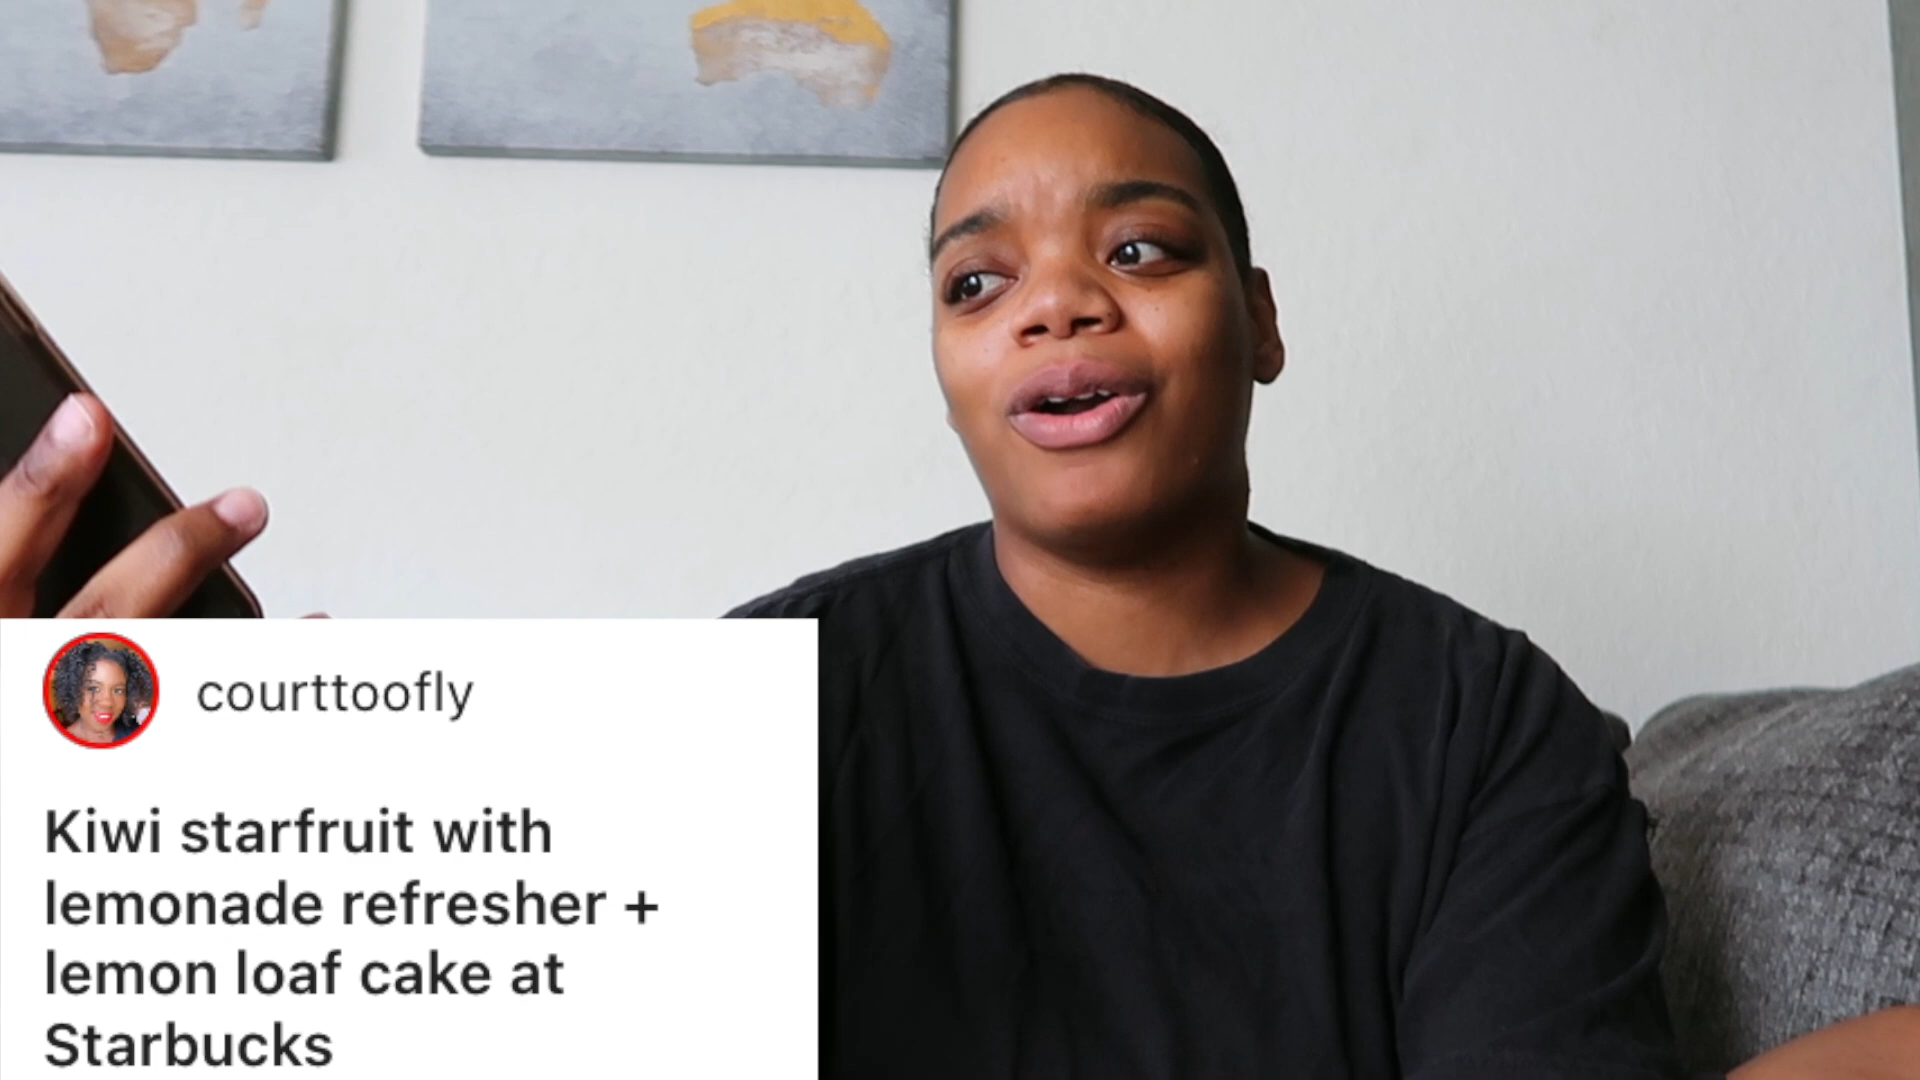 courttoofly
Kiwi starfruit with
lemonade refresher +
lemon loaf cake at
Starbucks